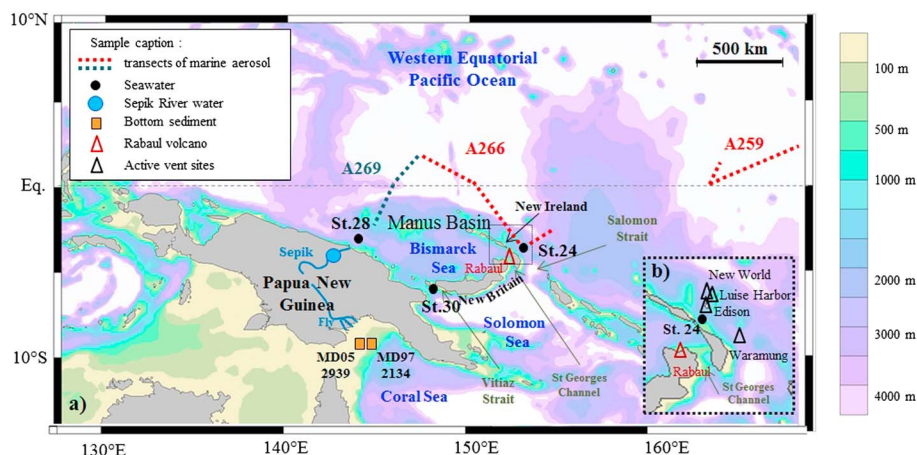 10°N
Sample caption :
transects of marine aerosol
Seawater
Sepik River water
Bottom sediment
Rabaul volcano
Active vent sites
Western Equatorial
Pacific Ocean
500 km
100 m
500 m
1000 m
2000 m
3000 m
4000 m
A269
A266
A259
Eq.
New Ireland
St.28
Manus Basin
Salomon
Strait
Sepik
Bismarck
Sea
Rabaul
St.24
Papua New
Guinea
Fly
St.30
New Britain
Solomon
Sea
10°S
MD05
2939
MD97
2134
Coral Sea
Vitiaz
Strait
St Georges
Channel
a)
b)
New World
Luise Harbor
Edison
St. 24
Waramung
Rabaul
St Georges
Channel
130°E
140°E
150°E
160°E